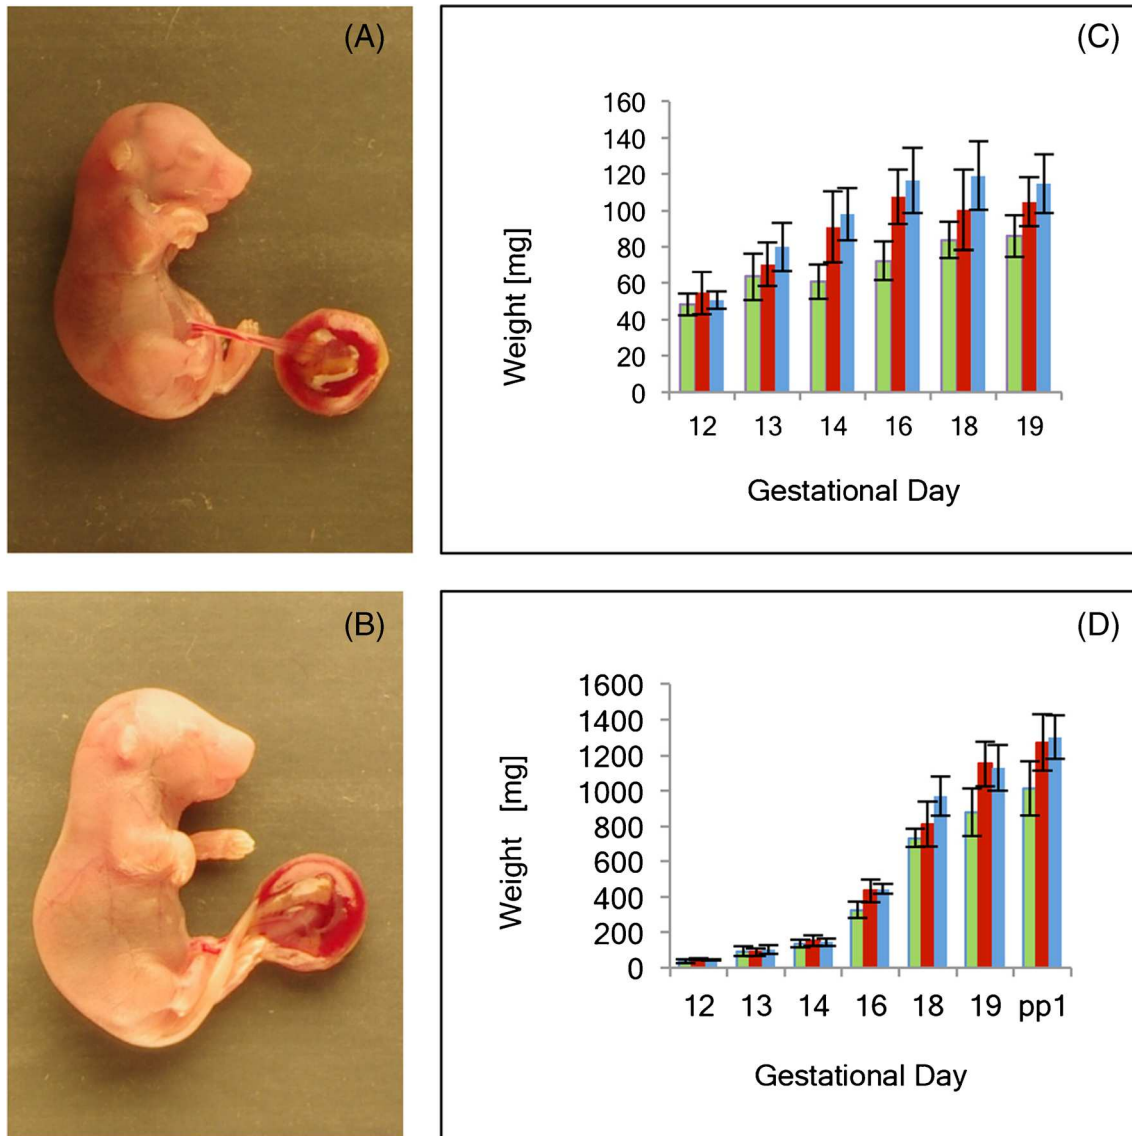 (A)
(C)
160
140
120
100
80
60
40
20
0
Weight [mg]
12 13 14 16 18 19
Gestational Day
(B)
(D)
1600
1400
1200
1000
800
600
400
200
0
Weight [mg]
12 13 14 16 18 19 pp1
Gestational Day